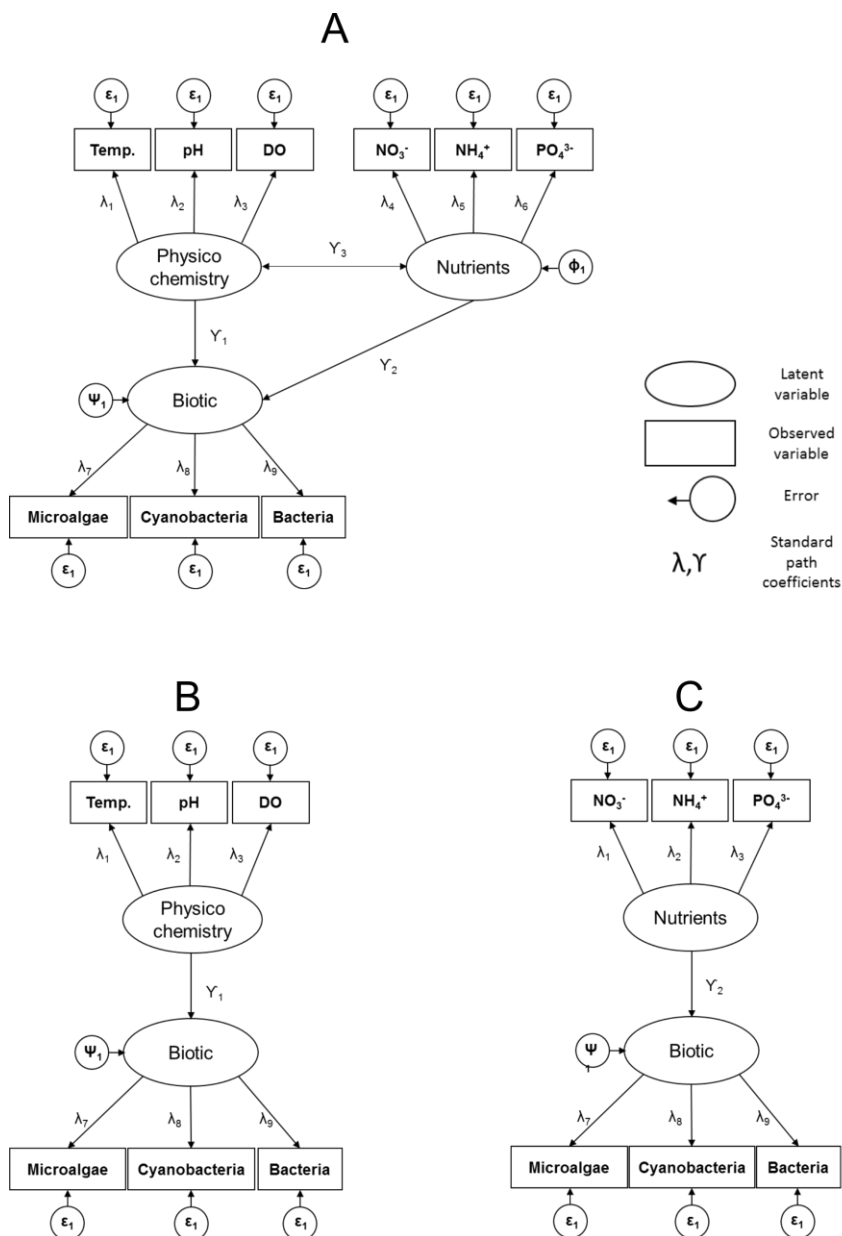 A
ε₁ ε₁ ε₁ ε₁ ε₁ ε₁
Temp. pH DO NO₃⁻ NH₄⁺ PO₄³⁻
λ₁ λ₂ λ₃ λ₄ λ₅ λ₆
Physico
chemistry
ϒ₃
Nutrients
ϕ₁
ϒ₁
ϒ₂
Ψ₁
Biotic
λ₇ λ₈ λ₉
Microalgae Cyanobacteria Bacteria
ε₁ ε₁ ε₁
Latent
variable
Observed
variable
Error
λ,ϒ
Standard
path
coefficients
B
ε₁ ε₁ ε₁
Temp. pH DO
λ₁ λ₂ λ₃
Physico
chemistry
ϒ₁
Ψ₁
Biotic
λ₇ λ₈ λ₉
Microalgae Cyanobacteria Bacteria
ε₁ ε₁ ε₁
C
ε₁ ε₁ ε₁
NO₃⁻ NH₄⁺ PO₄³⁻
λ₁ λ₂ λ₃
Nutrients
ϒ₂
Ψ
1
Biotic
λ₇ λ₈ λ₉
Microalgae Cyanobacteria Bacteria
ε₁ ε₁ ε₁